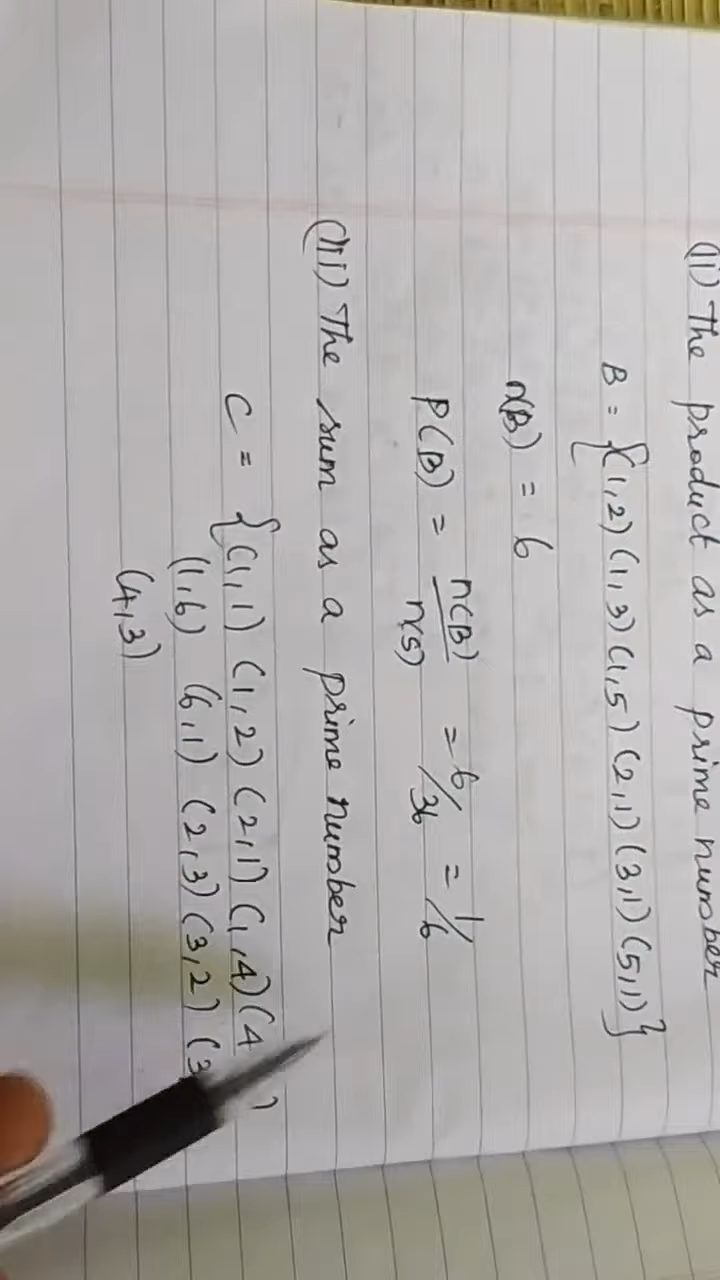 (ii) The product as a prime number
B = {(1,2) (1,3) (1,5) (2,1) (3,1) (5,1)}
n(B) = 6
P(B) = n(B)/n(S) = 6/36 = 1/6
(iii) The sum as a prime number
C = {(1,1) (1,2) (2,1) (1,4) (4
(1,6) (6,1) (2,3) (3,2) (3
(4,3)